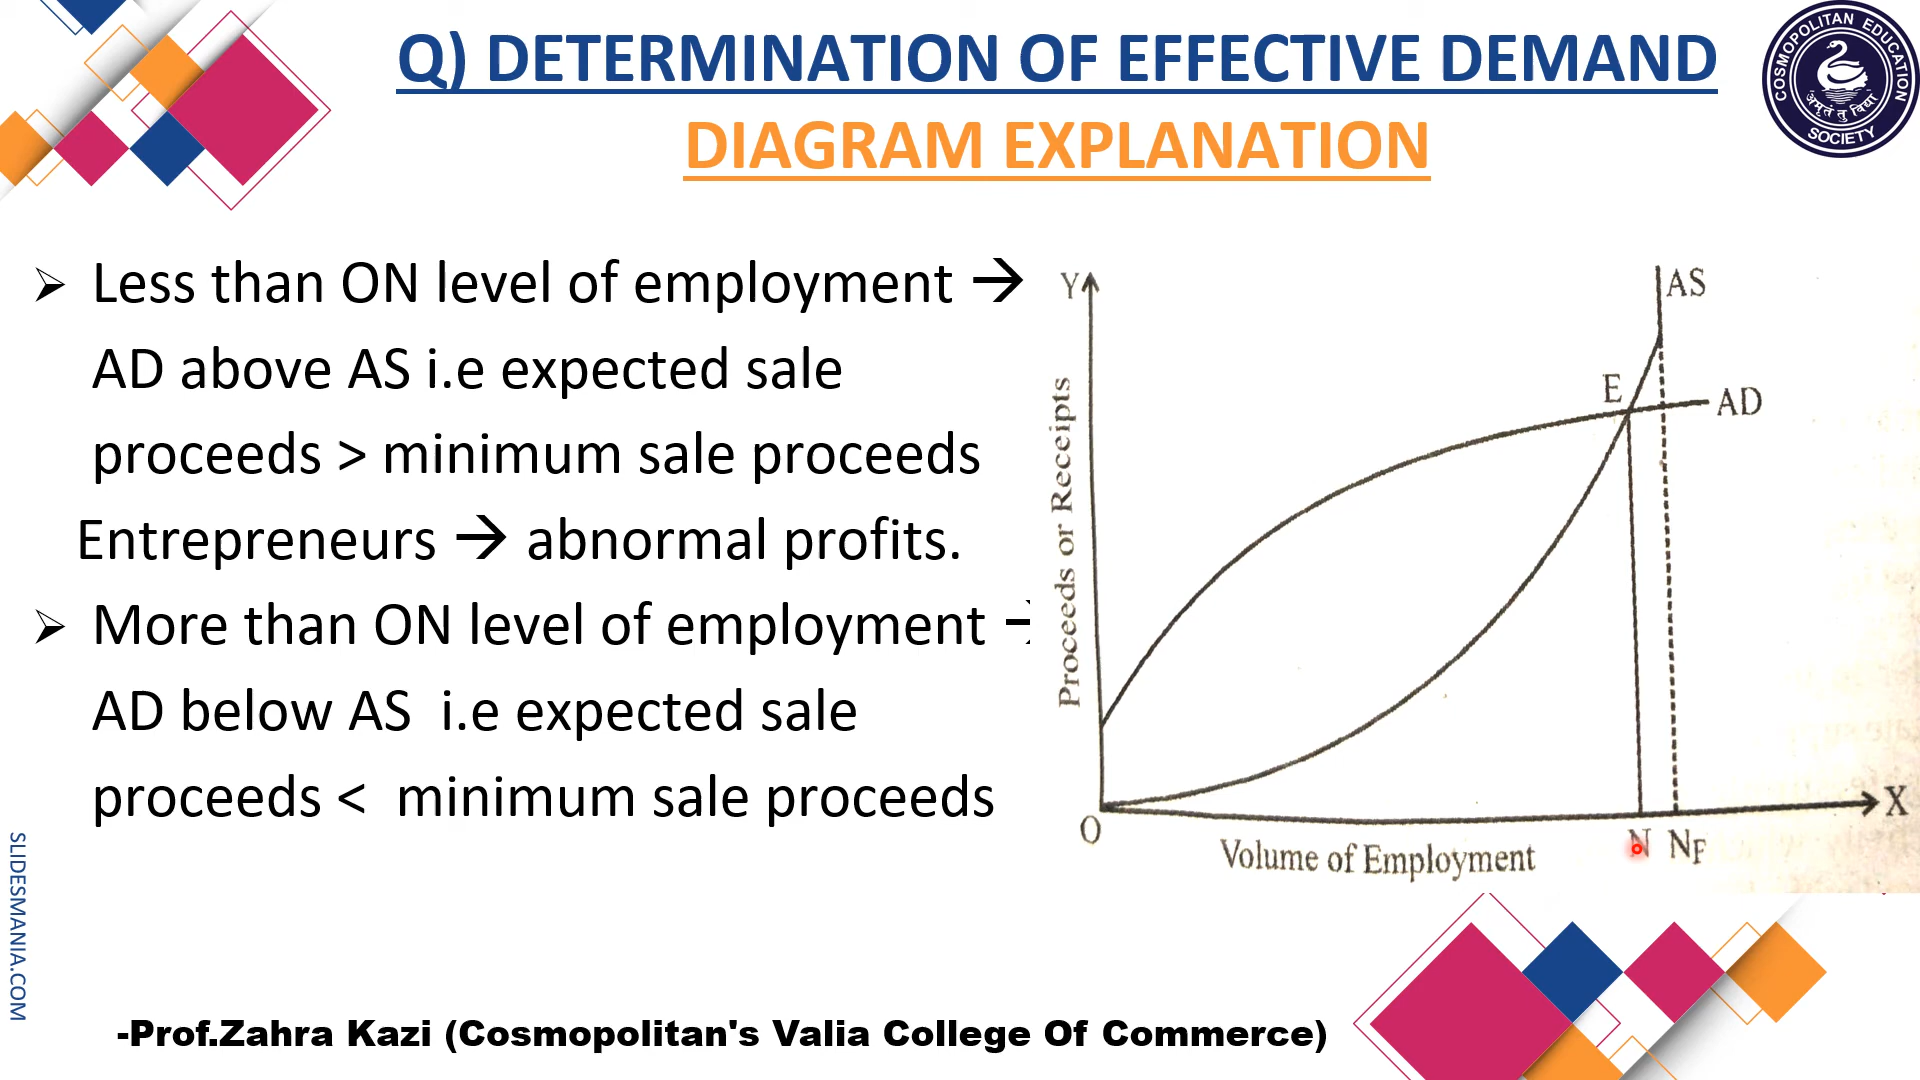 Q) DETERMINATION OF EFFECTIVE DEMAND
DIAGRAM EXPLANATION
COSMOPOLITAN EDUCATION
अमृतं तु विद्या
SOCIETY
➢ Less than ON level of employment →
AD above AS i.e expected sale
proceeds > minimum sale proceeds
Entrepreneurs → abnormal profits.
➢ More than ON level of employment →
AD below AS i.e expected sale
proceeds < minimum sale proceeds
Y
AS
E
AD
Proceeds or Receipts
O
N
NF
X
Volume of Employment
SLIDESMANIA.COM
-Prof.Zahra Kazi (Cosmopolitan's Valia College Of Commerce)